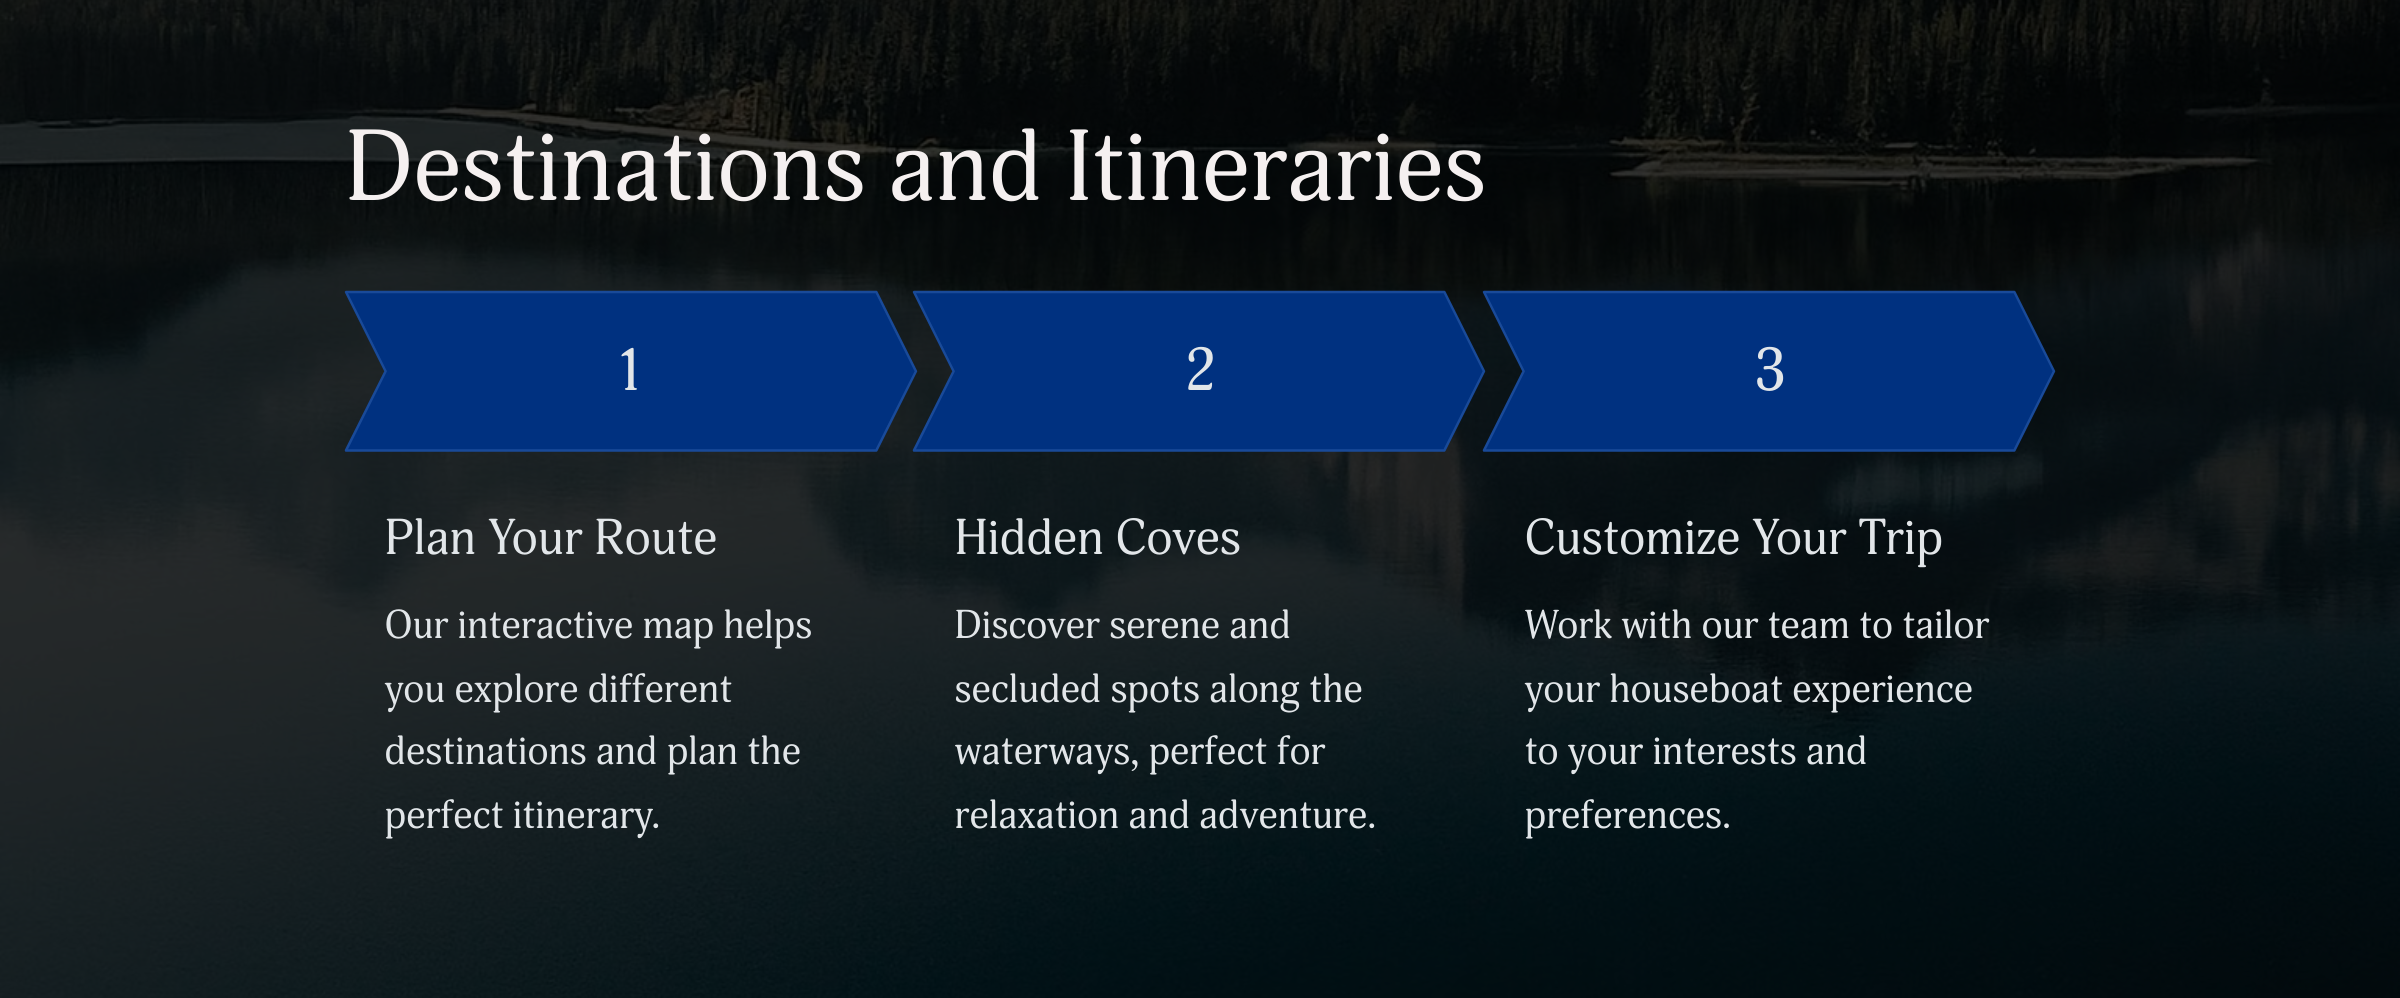 Destinations and Itineraries
1
2
3
Plan Your Route
Our interactive map helps
you explore different
destinations and plan the
perfect itinerary.
Hidden Coves
Discover serene and
secluded spots along the
waterways, perfect for
relaxation and adventure.
Customize Your Trip
Work with our team to tailor
your houseboat experience
to your interests and
preferences.